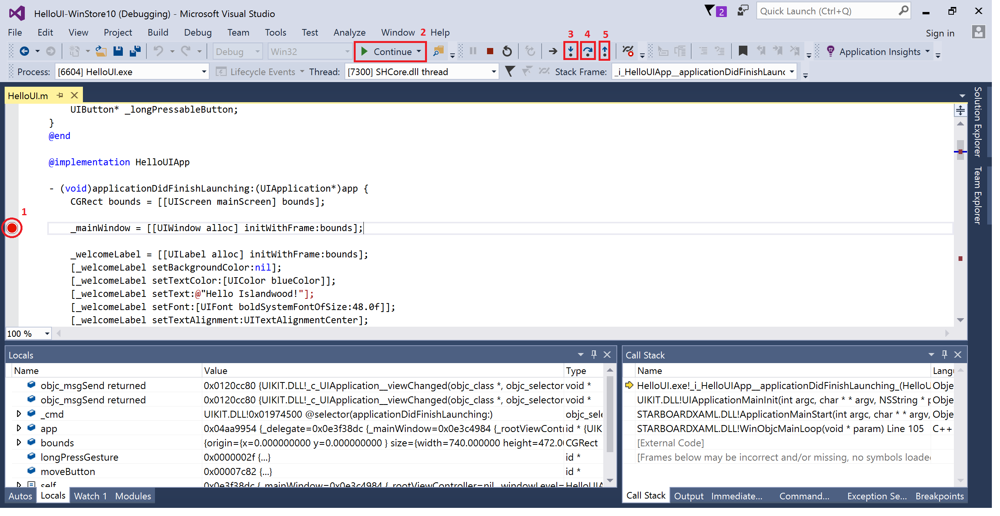 HelloUI-WinStore10 (Debugging) - Microsoft Visual Studio
2
Quick Launch (Ctrl+Q)
File Edit View Project Build Debug Team Tools Test Analyze Window 2 Help
3 4 5
Sign in
Debug Win32 Continue Application Insights
Process: [6604] HelloUI.exe Lifecycle Events Thread: [7300] SHCore.dll thread Stack Frame: _i_HelloUIApp__applicationDidFinishLaunc
HelloUI.m
Solution Explorer
Team Explorer
UIButton* _longPressableButton;
}
@end
@implementation HelloUIApp
- (void)applicationDidFinishLaunching:(UIApplication*)app {
CGRect bounds = [[UIScreen mainScreen] bounds];
1
_mainWindow = [[UIWindow alloc] initWithFrame:bounds];
_welcomeLabel = [[UILabel alloc] initWithFrame:bounds];
[_welcomeLabel setBackgroundColor:nil];
[_welcomeLabel setTextColor:[UIColor blueColor]];
[_welcomeLabel setText:@"Hello Islandwood!"];
[_welcomeLabel setFont:[UIFont boldSystemFontOfSize:48.0f]];
[_welcomeLabel setTextAlignment:UITextAlignmentCenter];
100 %
Locals
Name Value Type
objc_msgSend returned 0x0120cc80 {UIKIT.DLL!_c_UIApplication__viewChanged(objc_class *, objc_selector void *
objc_msgSend returned 0x0120cc80 {UIKIT.DLL!_c_UIApplication__viewChanged(objc_class *, objc_selector void *
_cmd UIKIT.DLL!0x01974500 @selector(applicationDidFinishLaunching:) objc_sele
app 0x04aa9954 {_delegate=0x0e3f38dc {_mainWindow=0x0e3c4984 {_rootViewContr id * {UIK
bounds {origin={x=0.000000000 y=0.000000000 } size={width=740.000000 height=472.00 CGRect
longPressGesture 0x0000002f {...} id *
moveButton 0x00007c82 {...} id *
self 0x0e3f38dc {_mainWindow=0x0e3c4984 {_rootViewController=nil _windowLevel= HelloUIA
Autos Locals Watch 1 Modules
Call Stack
Name Langu
HelloUI.exe!_i_HelloUIApp__applicationDidFinishLaunching_(HelloU Obje
UIKIT.DLL!UIApplicationMainInit(int argc, char * * argv, NSString * p Obje
STARBOARDXAML.DLL!ApplicationMainStart(int argc, char * * argv, Obje
STARBOARDXAML.DLL!WinObjcMainLoop(void * param) Line 105 C++
[External Code]
[Frames below may be incorrect and/or missing, no symbols loaded
Call Stack Output Immediate... Command... Exception Se... Breakpoints